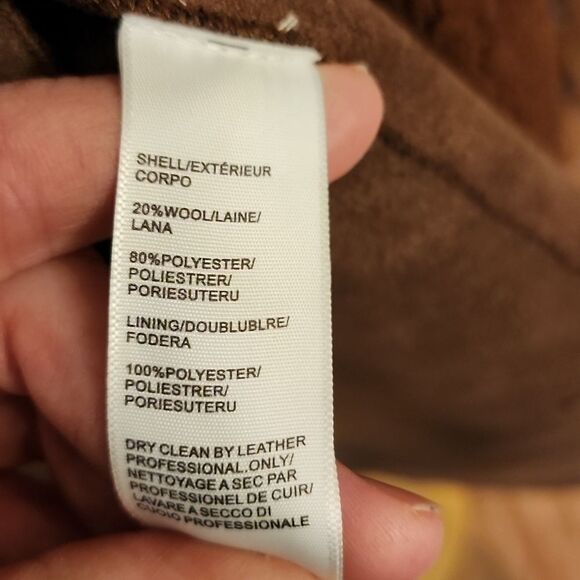 SHELL/EXTÉRIEUR
CORPO
20%WOOL/LAINE/
LANA
80%POLYESTER/
POLIESTRER/
PORIESUTERU
LINING/DOUBLUBLRE/
FODERA
100%POLYESTER/
POLIESTRER/
PORIESUTERU
DRY CLEAN BY LEATHER
PROFESSIONAL.ONLY/
NETTOYAGE A SEC PAR
PROFESSIONEL DE CUIR/
LAVARE A SECCO DI
CUOIO PROFESSIONALE